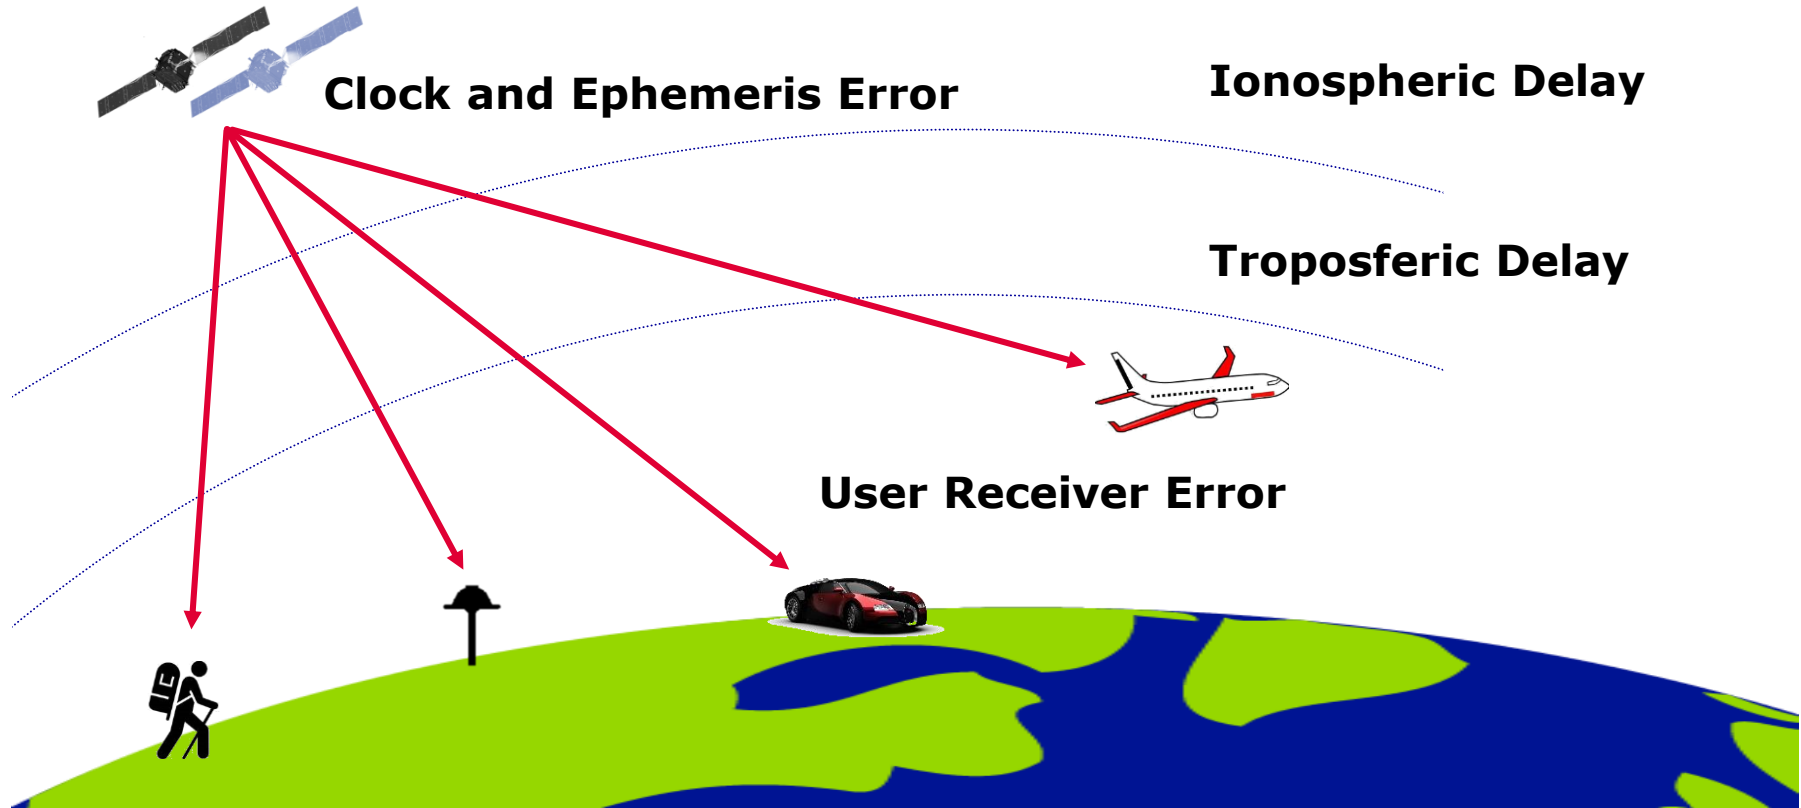 Clock and Ephemeris Error
Ionospheric Delay
Troposferic Delay
User Receiver Error